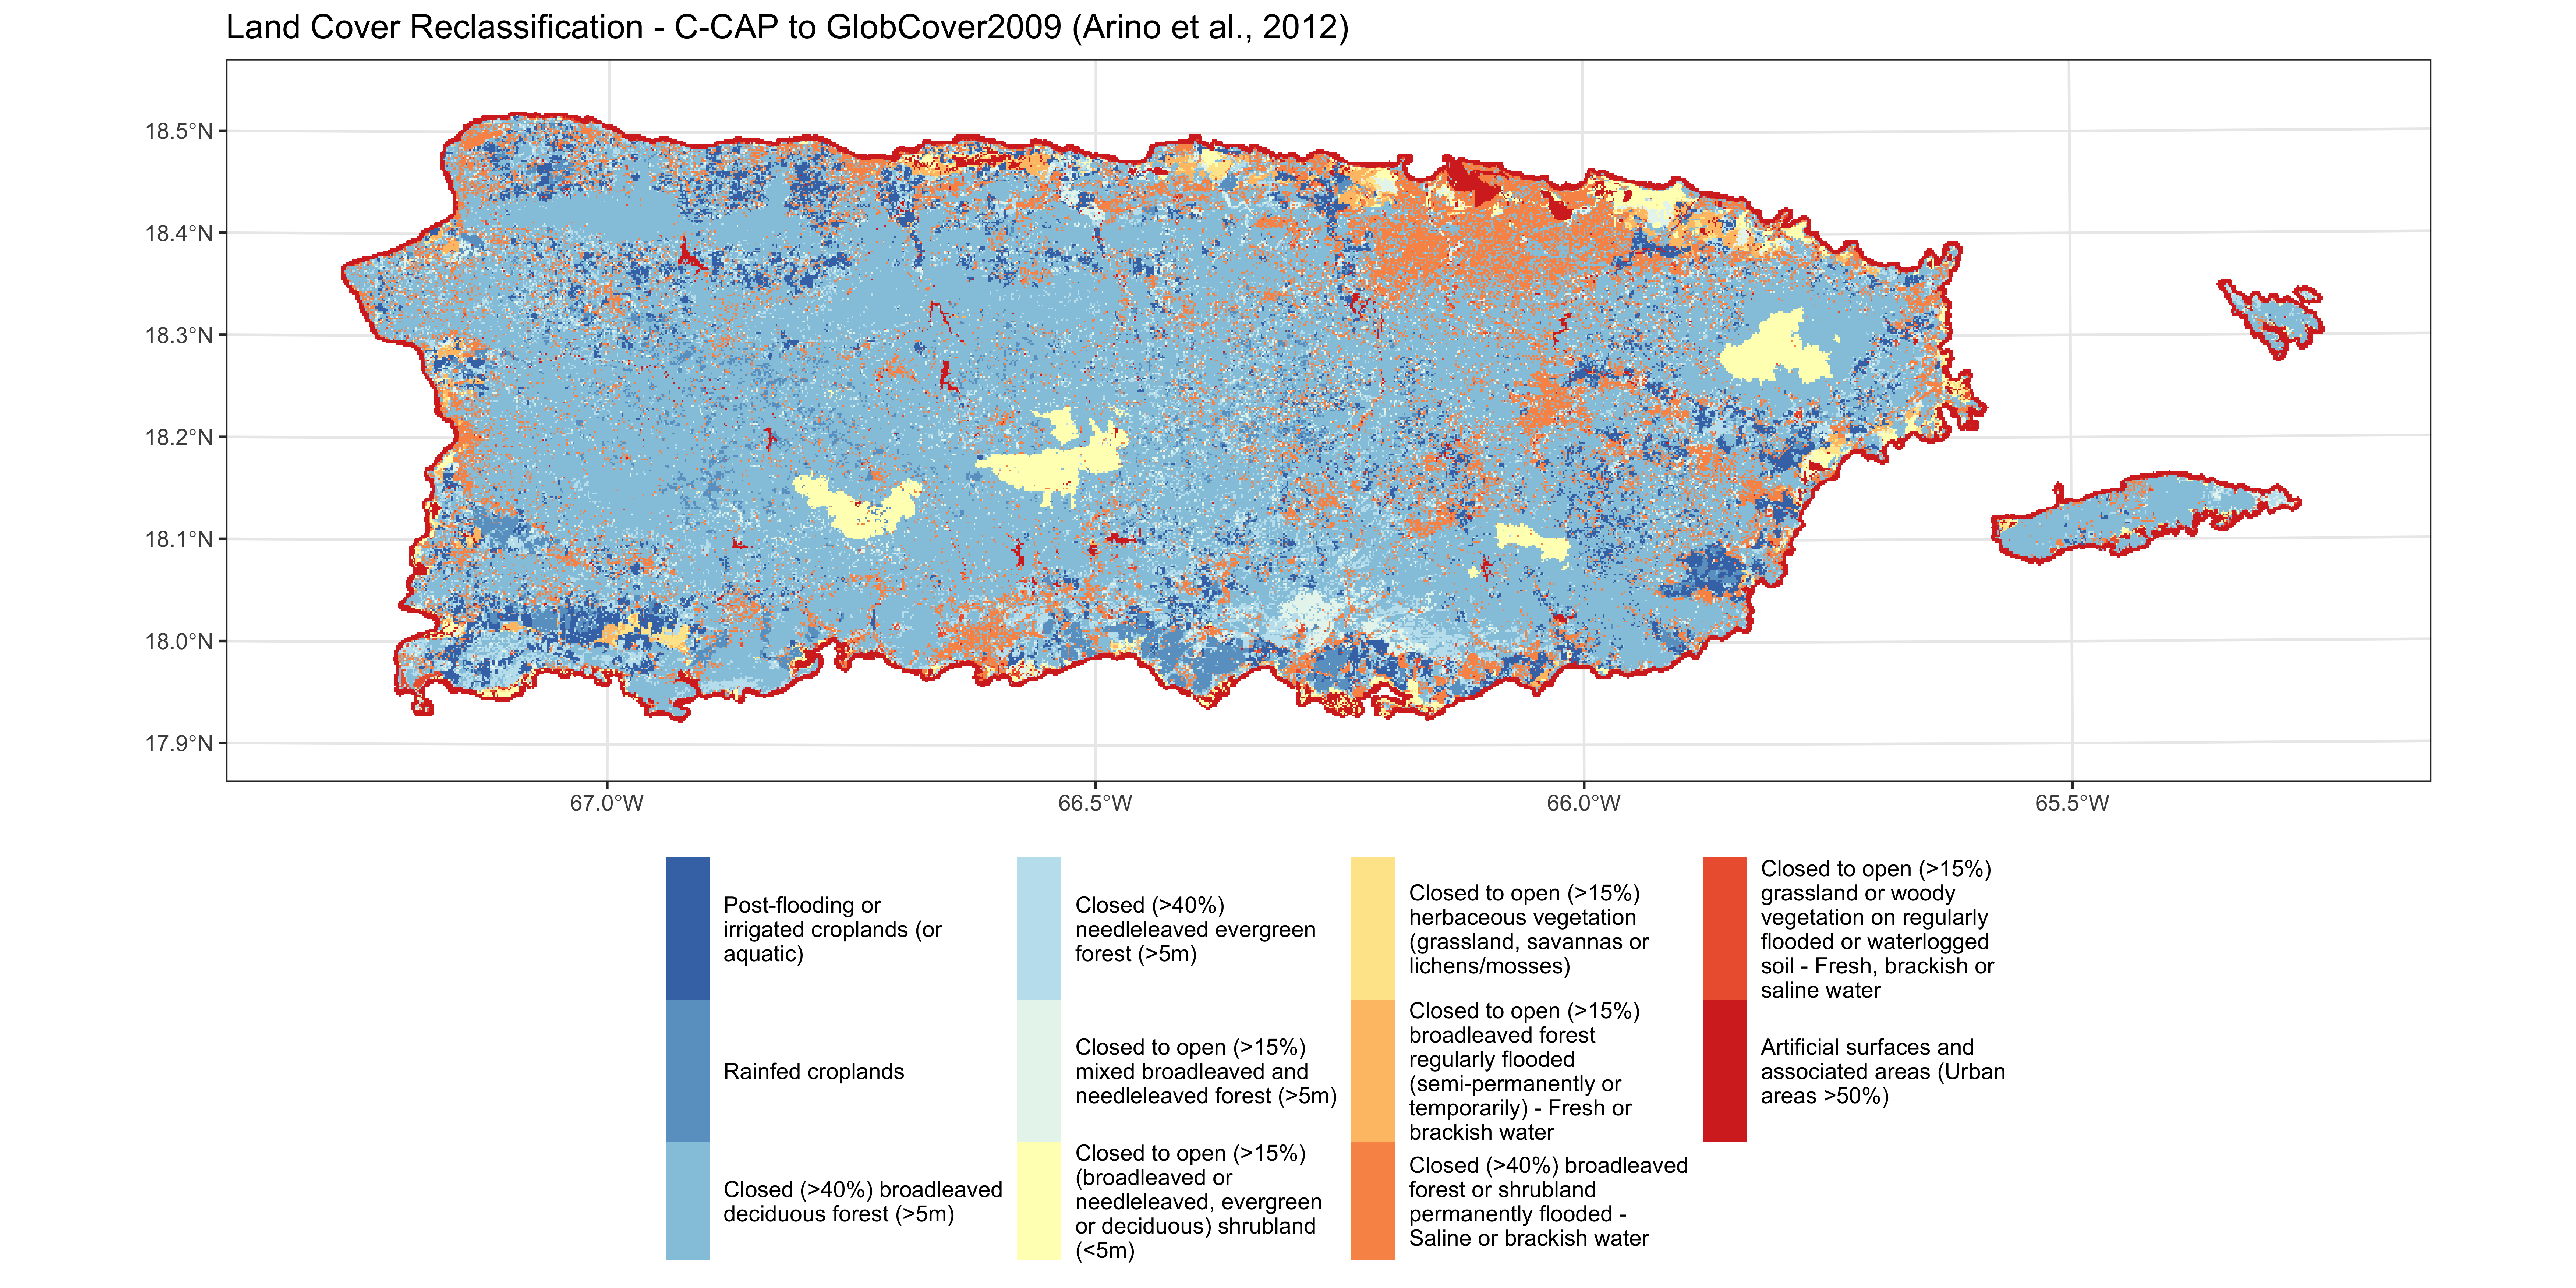 Land Cover Reclassification - C-CAP to GlobCover2009 (Arino et al., 2012)
18.5°N
18.4°N
18.3°N
18.2°N
18.1°N
18.0°N
17.9°N
67.0°W
66.5°W
66.0°W
65.5°W
Post-flooding or
irrigated croplands (or
aquatic)
Rainfed croplands
Closed (>40%) broadleaved
deciduous forest (>5m)
Closed (>40%)
needleleaved evergreen
forest (>5m)
Closed to open (>15%)
mixed broadleaved and
needleleaved forest (>5m)
Closed to open (>15%)
(broadleaved or
needleleaved, evergreen
or deciduous) shrubland
(<5m)
Closed to open (>15%)
herbaceous vegetation
(grassland, savannas or
lichens/mosses)
Closed to open (>15%)
broadleaved forest
regularly flooded
(semi-permanently or
temporarily) - Fresh or
brackish water
Closed (>40%) broadleaved
forest or shrubland
permanently flooded -
Saline or brackish water
Closed to open (>15%)
grassland or woody
vegetation on regularly
flooded or waterlogged
soil - Fresh, brackish or
saline water
Artificial surfaces and
associated areas (Urban
areas >50%)